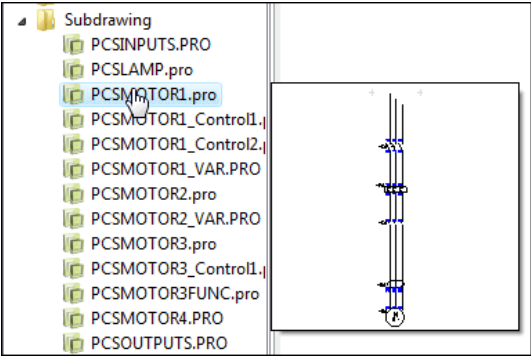 Subdrawing
PCSINPUTS.PRO
PCSLAMP.pro
PCSMOTOR1.pro
PCSMOTOR1_Control1.p
PCSMOTOR1_Control2.p
PCSMOTOR1_VAR.PRO
PCSMOTOR2.pro
PCSMOTOR2_VAR.PRO
PCSMOTOR3.pro
PCSMOTOR3_Control1.p
PCSMOTOR3FUNC.pro
PCSMOTOR4.PRO
PCSOUTPUTS.PRO